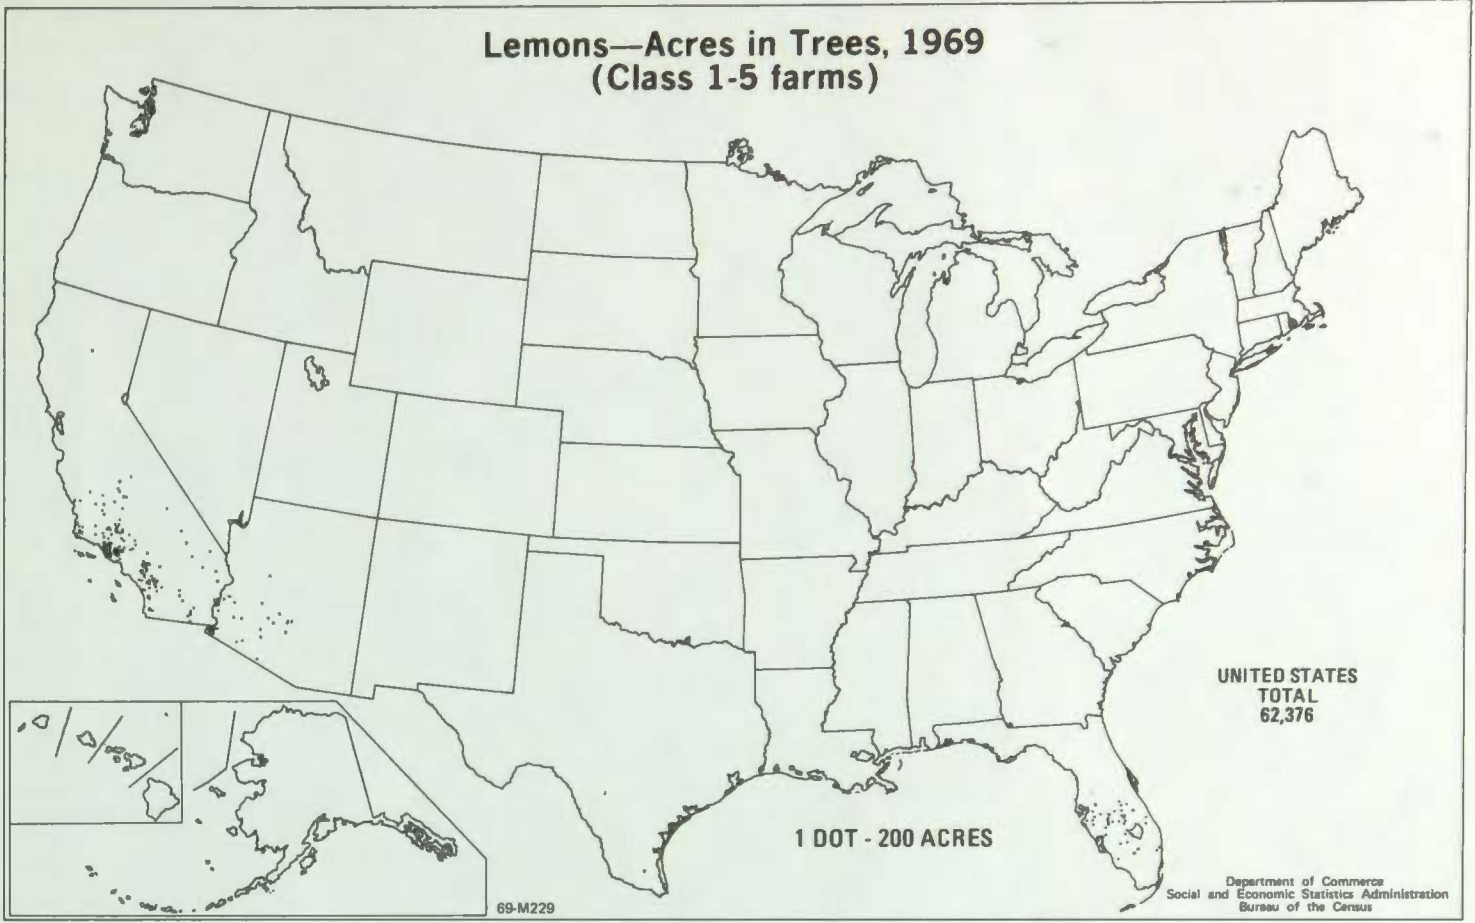 Lemons—Acres in Trees, 1969
(Class 1-5 farms)
UNITED STATES
TOTAL
62,376
1 DOT - 200 ACRES
Department of Commerce
Social and Economic Statistics Administration
Bureau of the Census
69-M229